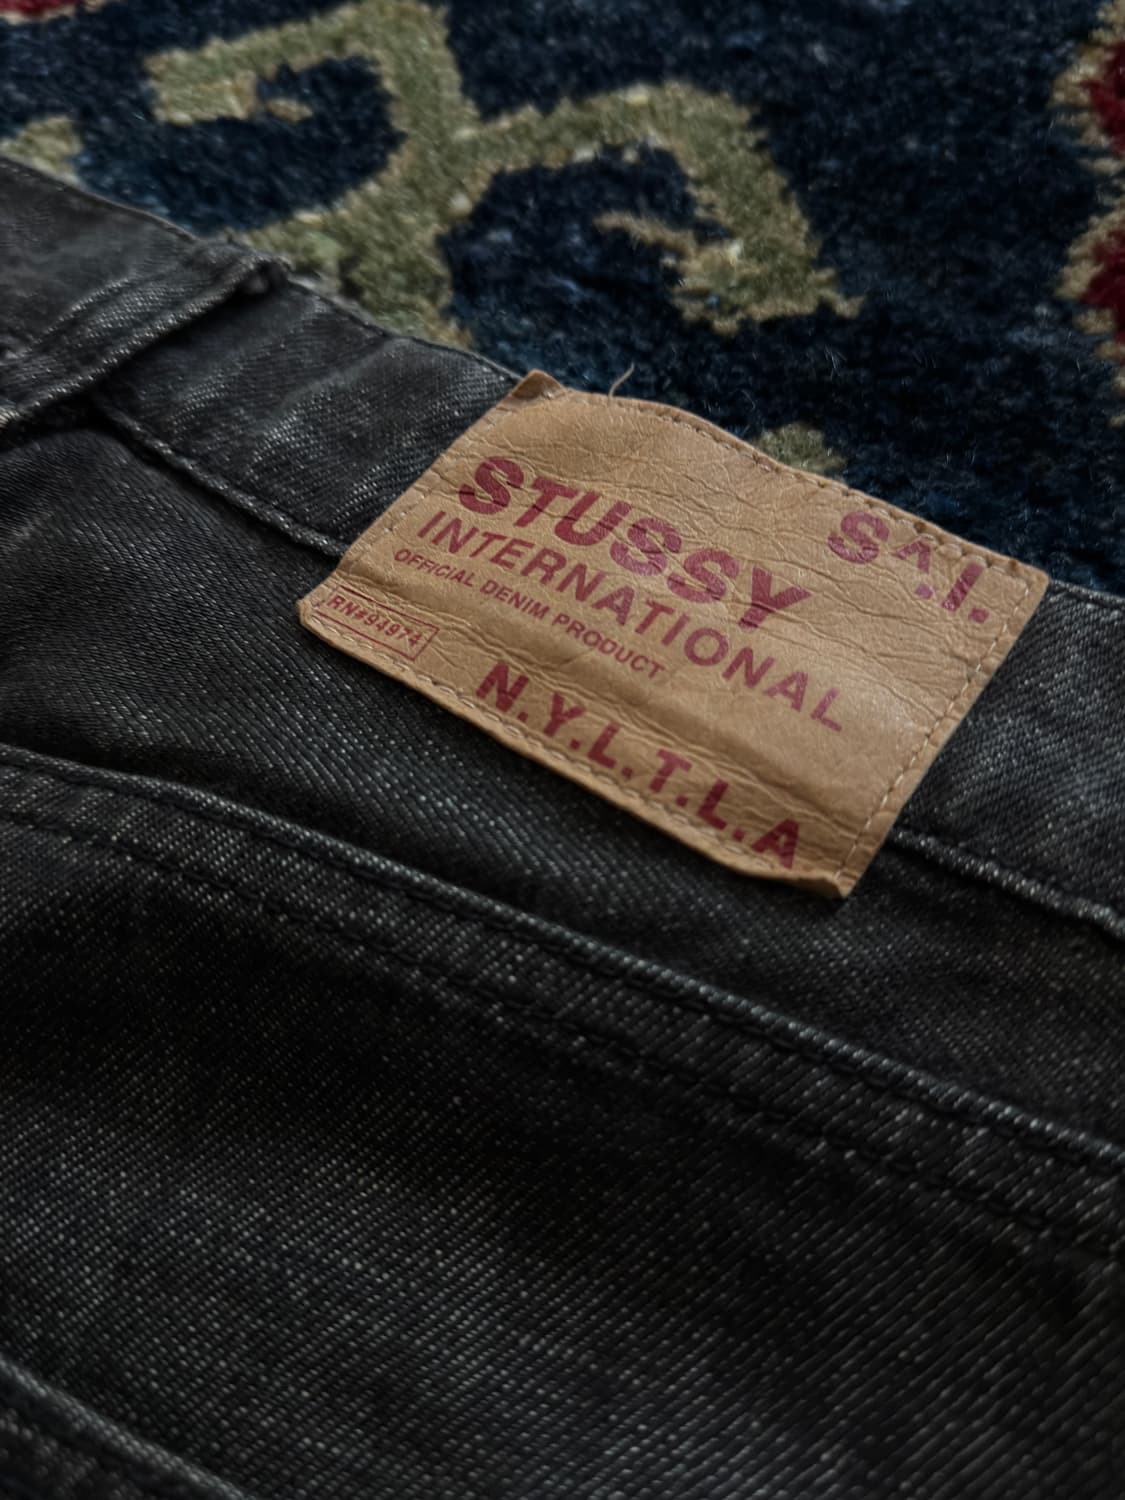 STUSSY S^.I.
INTERNATIONAL
OFFICIAL DENIM PRODUCT
RN#94974
N.Y.L.T.L.A